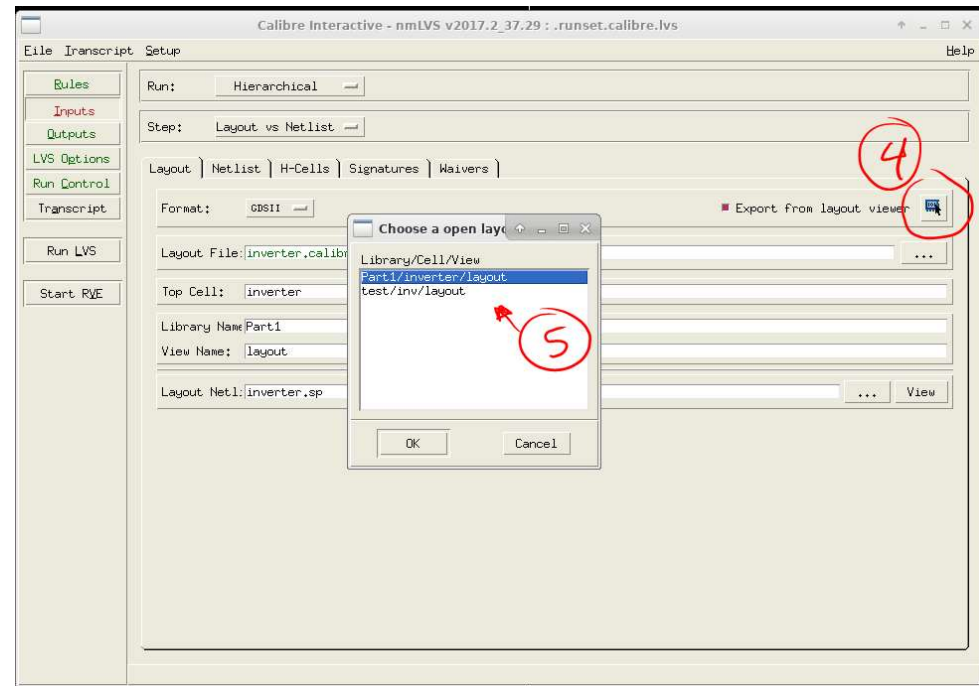 Calibre Interactive - nmLVS v2017.2_37.29 : .runset.calibre.lvs
File Transcript Setup Help
Rules
Inputs
Outputs
LVS Options
Run Control
Transcript
Run LVS
Start RVE
Run: Hierarchical
Step: Layout vs Netlist
Layout Netlist H-Cells Signatures Waivers
4
Format: GDSII Export from layout viewer
Layout File: inverter.calibr ...
Top Cell: inverter
Library Name Part1
View Name: layout
Layout Netl: inverter.sp ... View
Choose a open layo
Library/Cell/View
Part1/inverter/layout
test/inv/layout
5
OK Cancel